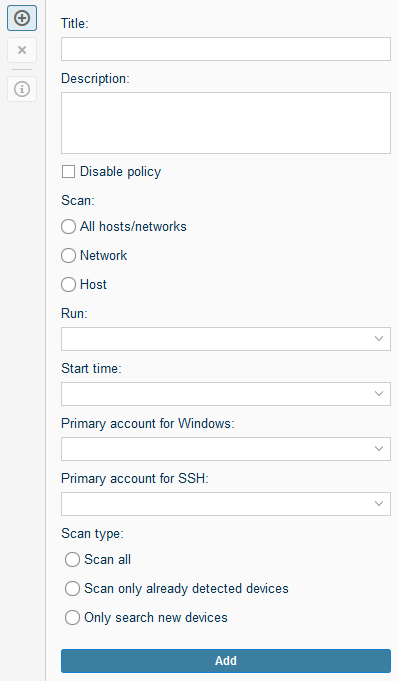 Title:
Description:
Disable policy
Scan:
All hosts/networks
Network
Host
Run:
Start time:
Primary account for Windows:
Primary account for SSH:
Scan type:
Scan all
Scan only already detected devices
Only search new devices
Add